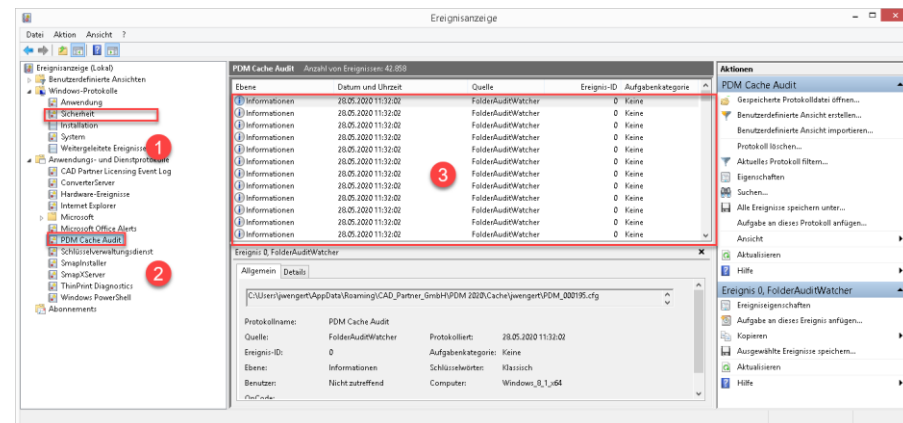 Ereignisanzeige
Datei Aktion Ansicht ?
Ereignisanzeige (Lokal)
Benutzerdefinierte Ansichten
Windows-Protokolle
Anwendung
Sicherheit
Installation
System
Weitergeleitete Ereignisse
1
Anwendungs- und Dienstprotokolle
CAD Partner Licensing Event Log
ConverterServer
Hardware-Ereignisse
Internet Explorer
Microsoft
Microsoft Office Alerts
PDM Cache Audit
Schlüsselverwaltungsdienst
SmapInstaller
2
SmapXServer
ThinPrint Diagnostics
Windows PowerShell
Abonnements
PDM Cache Audit Anzahl von Ereignissen: 42.058
Ebene Datum und Uhrzeit Quelle Ereignis-ID Aufgabenkategorie
Informationen 28.05.2020 11:32:02 FolderAuditWatcher 0 Keine
Informationen 28.05.2020 11:32:02 FolderAuditWatcher 0 Keine
Informationen 28.05.2020 11:32:02 FolderAuditWatcher 0 Keine
Informationen 28.05.2020 11:32:02 FolderAuditWatcher 0 Keine
Informationen 28.05.2020 11:32:02 FolderAuditWatcher 0 Keine
Informationen 28.05.2020 11:32:02 FolderAuditWatcher 0 Keine
3
Informationen 28.05.2020 11:32:02 FolderAuditWatcher 0 Keine
Informationen 28.05.2020 11:32:02 FolderAuditWatcher 0 Keine
Informationen 28.05.2020 11:32:02 FolderAuditWatcher 0 Keine
Informationen 28.05.2020 11:32:02 FolderAuditWatcher 0 Keine
Informationen 28.05.2020 11:32:02 FolderAuditWatcher 0 Keine
Informationen 28.05.2020 11:32:02 FolderAuditWatcher 0 Keine
Ereignis 0, FolderAuditWatcher
Allgemein Details
C:\Users\jwengert\AppData\Roaming\CAD_Partner_GmbH\PDM 2020\Cache\jwengert\PDM_000195.cfg
Protokollname: PDM Cache Audit
Quelle: FolderAuditWatcher Protokolliert: 28.05.2020 11:32:02
Ereignis-ID: 0 Aufgabenkategorie: Keine
Ebene: Informationen Schlüsselwörter: Klassisch
Benutzer: Nicht zutreffend Computer: Windows_8_1_x64
OpCode:
Aktionen
PDM Cache Audit
Gespeicherte Protokolldatei öffnen...
Benutzerdefinierte Ansicht erstellen...
Benutzerdefinierte Ansicht importieren...
Protokoll löschen...
Aktuelles Protokoll filtern...
Eigenschaften
Suchen...
Alle Ereignisse speichern unter...
Aufgabe an dieses Protokoll anfügen...
Ansicht
Aktualisieren
Hilfe
Ereignis 0, FolderAuditWatcher
Ereigniseigenschaften
Aufgabe an dieses Ereignis anfügen...
Kopieren
Ausgewählte Ereignisse speichern...
Aktualisieren
Hilfe